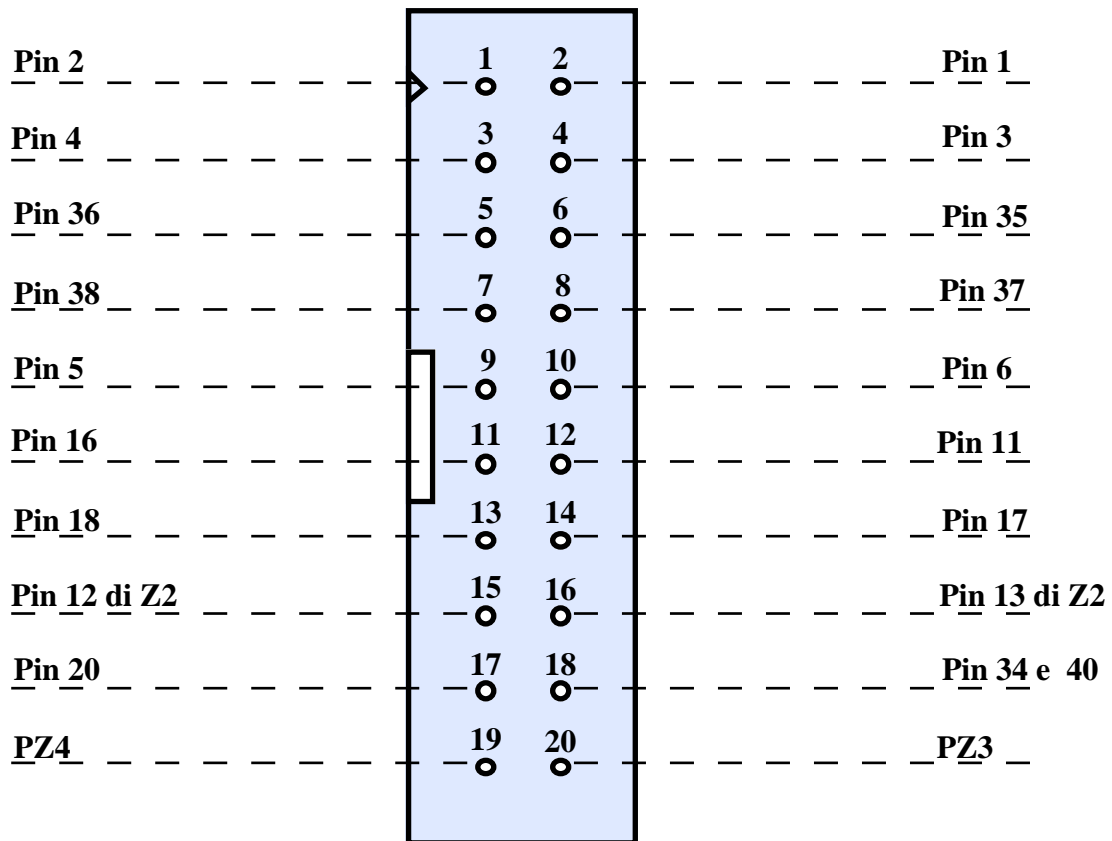 Pin 2 1 2 Pin 1
Pin 4 3 4 Pin 3
Pin 36 5 6 Pin 35
Pin 38 7 8 Pin 37
Pin 5 9 10 Pin 6
Pin 16 11 12 Pin 11
Pin 18 13 14 Pin 17
Pin 12 di Z2 15 16 Pin 13 di Z2
Pin 20 17 18 Pin 34 e 40
PZ4 19 20 PZ3